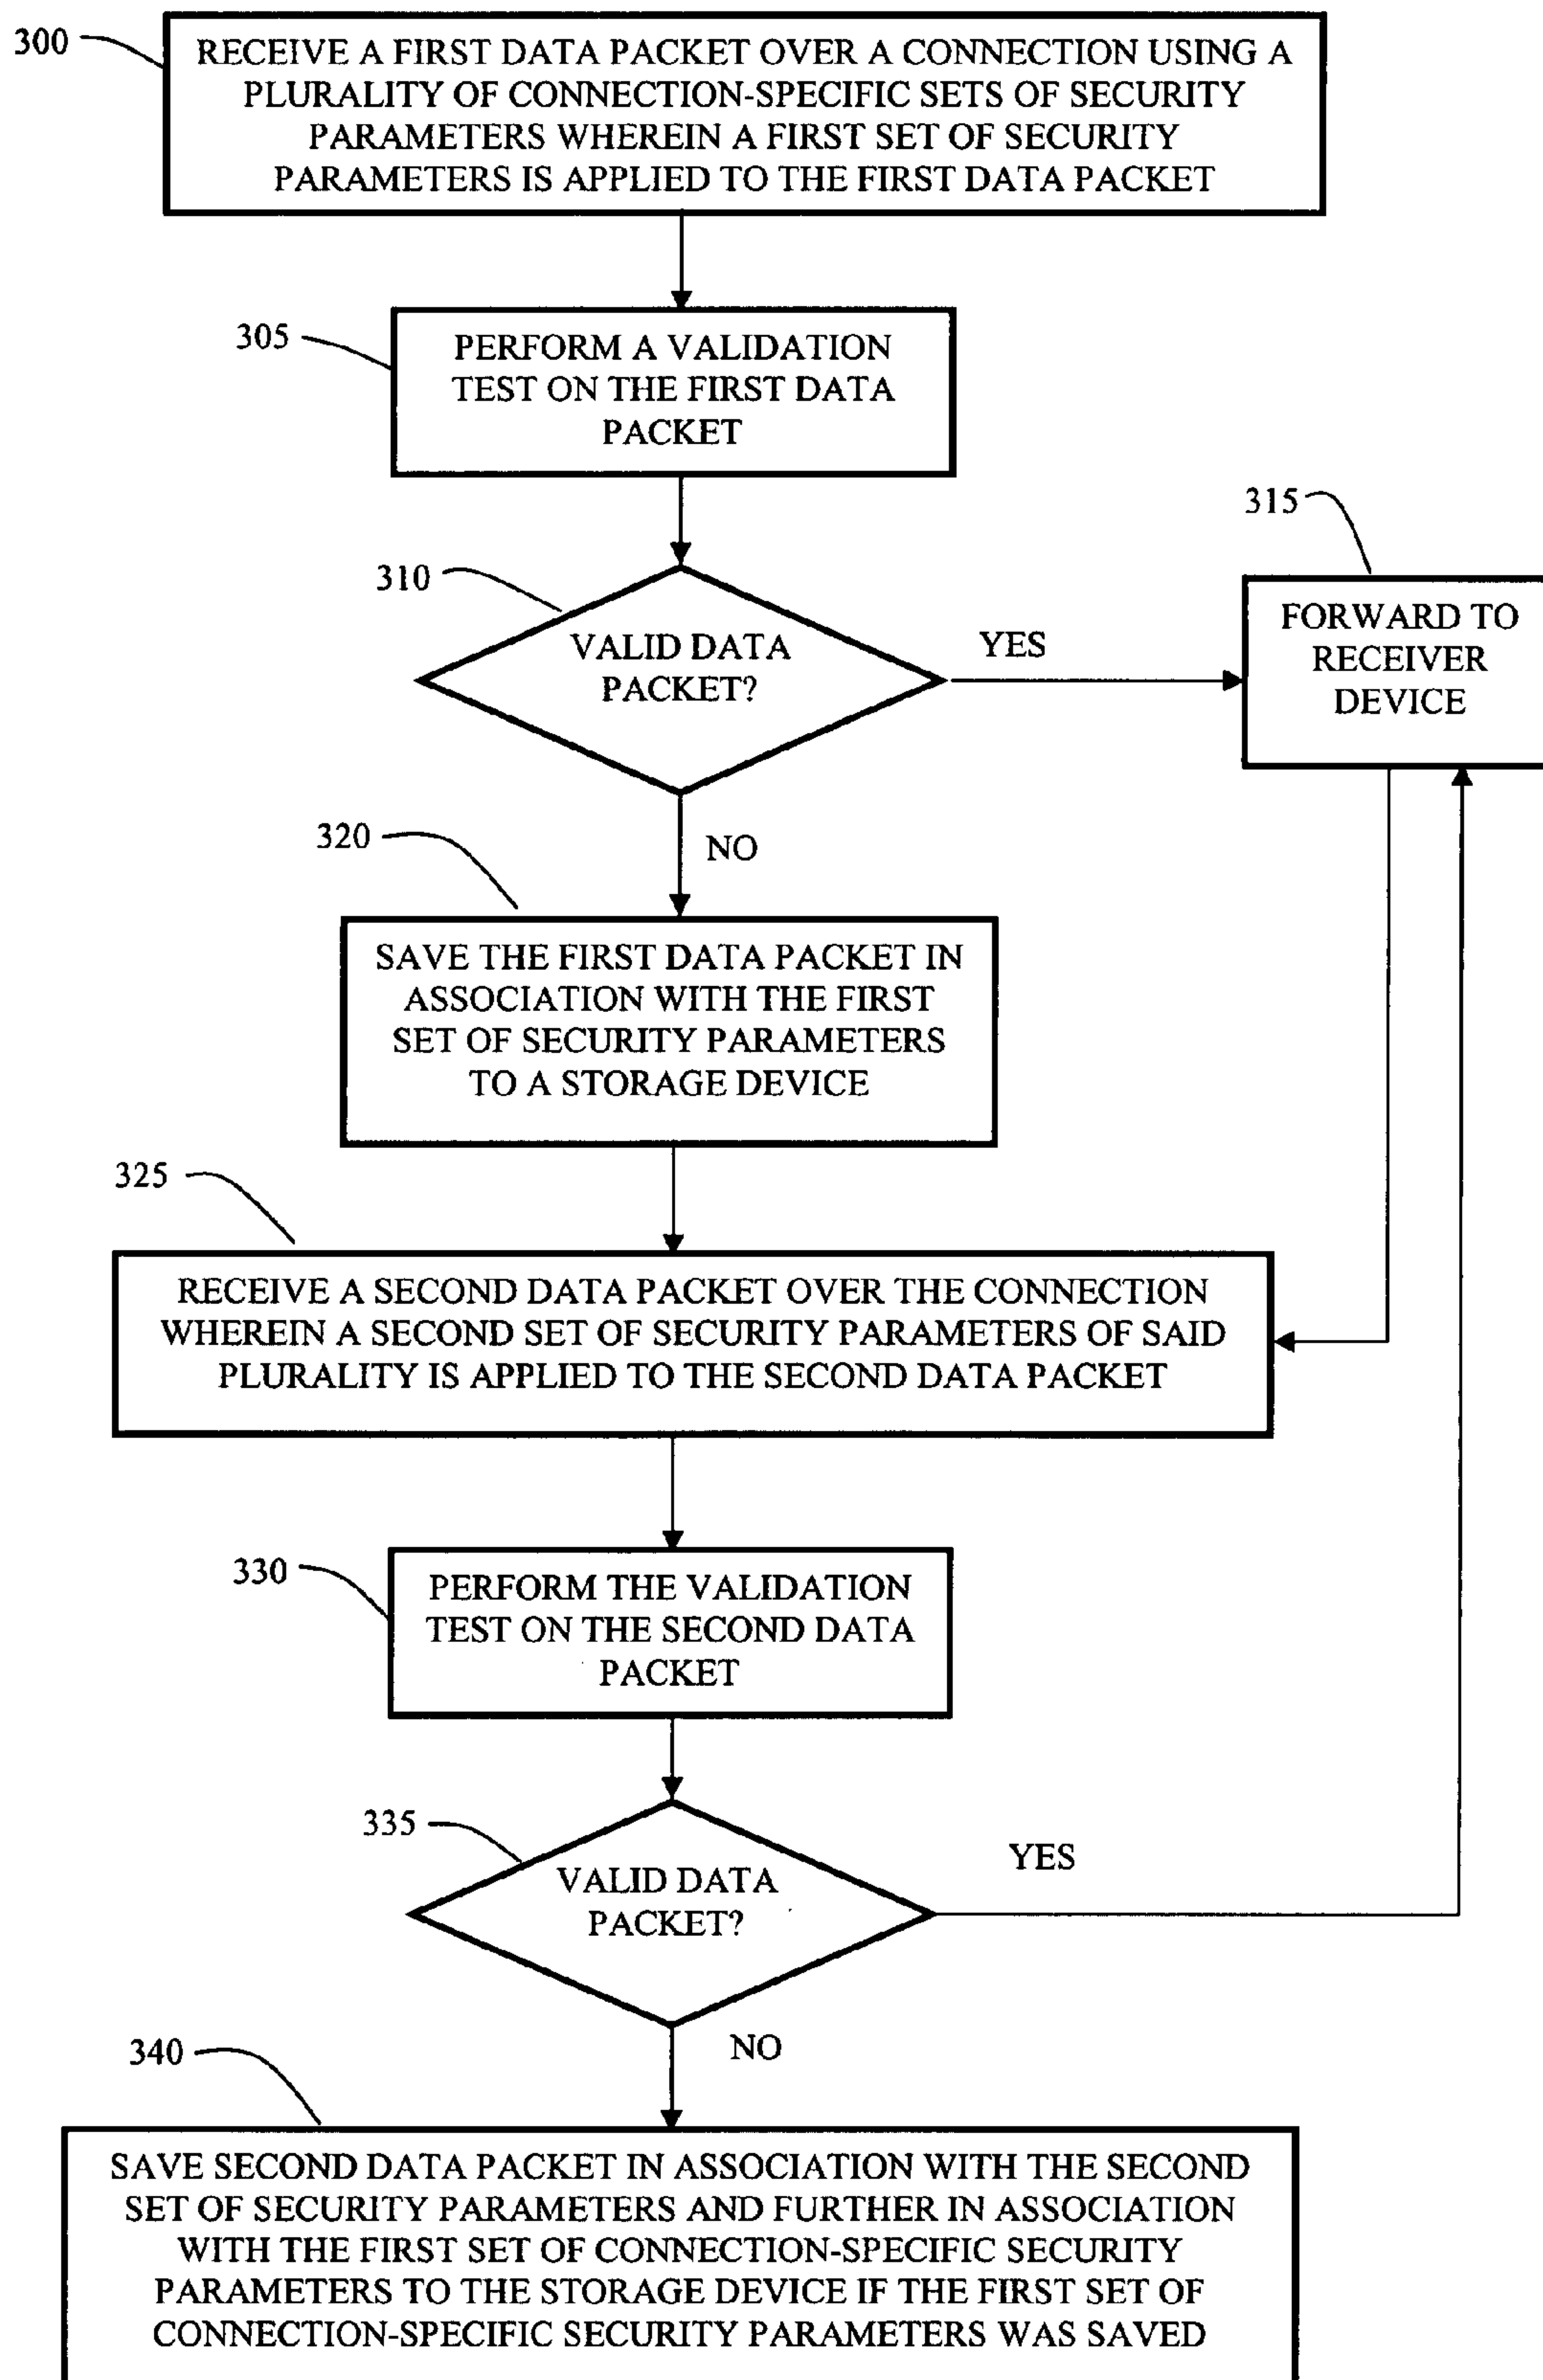 300
RECEIVE A FIRST DATA PACKET OVER A CONNECTION USING A
PLURALITY OF CONNECTION-SPECIFIC SETS OF SECURITY
PARAMETERS WHEREIN A FIRST SET OF SECURITY
PARAMETERS IS APPLIED TO THE FIRST DATA PACKET
305
PERFORM A VALIDATION
TEST ON THE FIRST DATA
PACKET
310
VALID DATA
PACKET?
YES
315
FORWARD TO
RECEIVER
DEVICE
NO
320
SAVE THE FIRST DATA PACKET IN
ASSOCIATION WITH THE FIRST
SET OF SECURITY PARAMETERS
TO A STORAGE DEVICE
325
RECEIVE A SECOND DATA PACKET OVER THE CONNECTION
WHEREIN A SECOND SET OF SECURITY PARAMETERS OF SAID
PLURALITY IS APPLIED TO THE SECOND DATA PACKET
330
PERFORM THE VALIDATION
TEST ON THE SECOND DATA
PACKET
335
VALID DATA
PACKET?
YES
NO
340
SAVE SECOND DATA PACKET IN ASSOCIATION WITH THE SECOND
SET OF SECURITY PARAMETERS AND FURTHER IN ASSOCIATION
WITH THE FIRST SET OF CONNECTION-SPECIFIC SECURITY
PARAMETERS TO THE STORAGE DEVICE IF THE FIRST SET OF
CONNECTION-SPECIFIC SECURITY PARAMETERS WAS SAVED